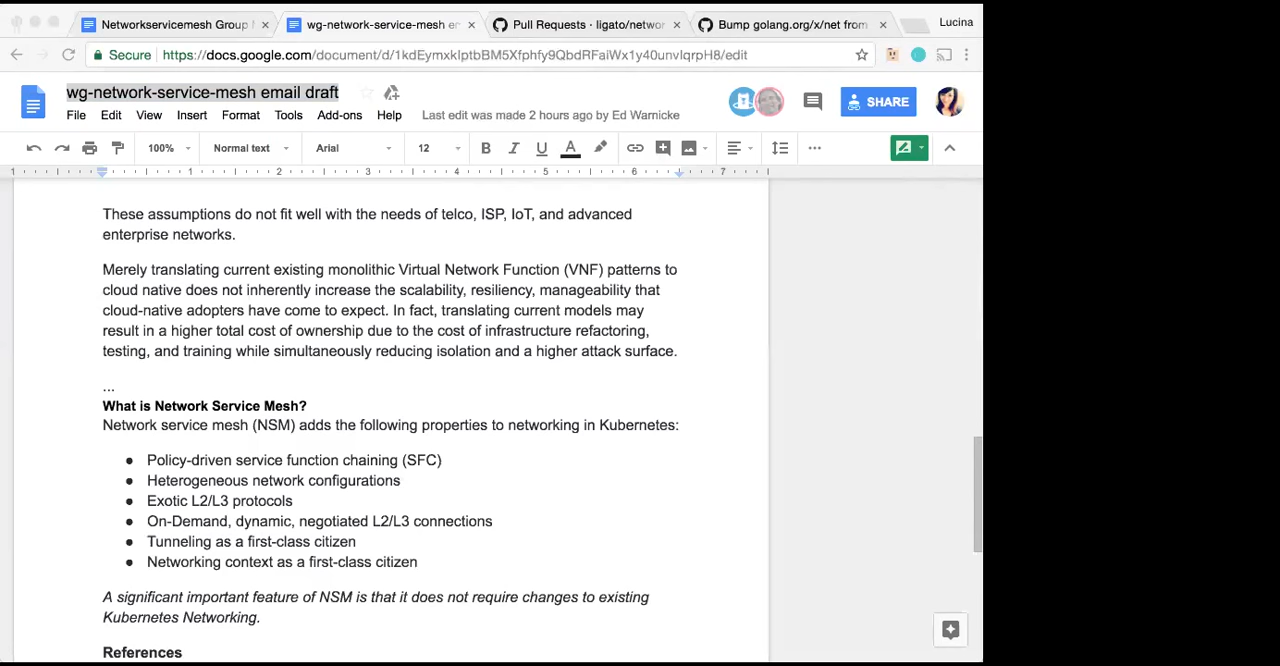 Networkservicemesh Group
wg-network-service-mesh em
Pull Requests · ligato/networ
Bump golang.org/x/net from
Lucina
Secure
https://docs.google.com/document/d/1kdEymxkIptbBM5Xfphfy9QbdRFaiWx1y40unvlqrpH8/edit
wg-network-service-mesh email draft
SHARE
File Edit View Insert Format Tools Add-ons Help Last edit was made 2 hours ago by Ed Warnicke
100% Normal text Arial 12 B I U A
1 1 2 3 4 5 6 7
These assumptions do not fit well with the needs of telco, ISP, IoT, and advanced
enterprise networks.
Merely translating current existing monolithic Virtual Network Function (VNF) patterns to
cloud native does not inherently increase the scalability, resiliency, manageability that
cloud-native adopters have come to expect. In fact, translating current models may
result in a higher total cost of ownership due to the cost of infrastructure refactoring,
testing, and training while simultaneously reducing isolation and a higher attack surface.
...
What is Network Service Mesh?
Network service mesh (NSM) adds the following properties to networking in Kubernetes:
● Policy-driven service function chaining (SFC)
● Heterogeneous network configurations
● Exotic L2/L3 protocols
● On-Demand, dynamic, negotiated L2/L3 connections
● Tunneling as a first-class citizen
● Networking context as a first-class citizen
A significant important feature of NSM is that it does not require changes to existing
Kubernetes Networking.
References